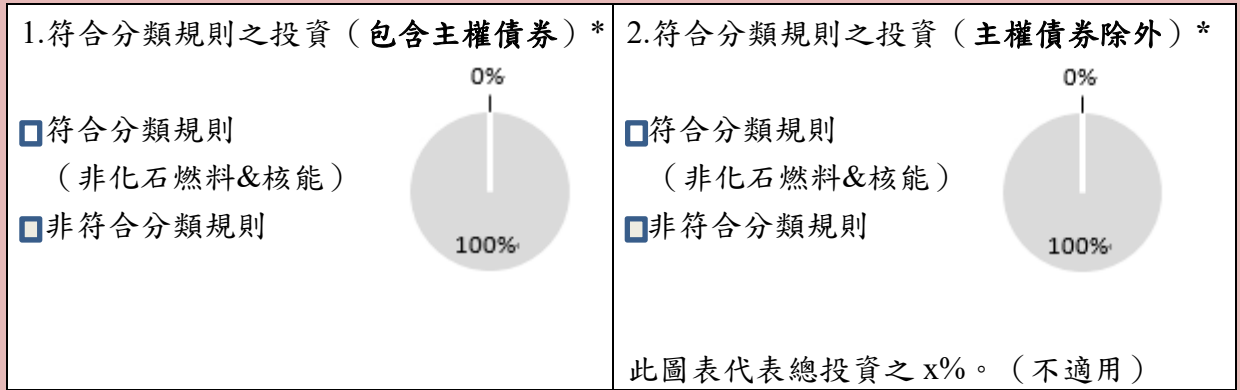 1.符合分類規則之投資（包含主權債券）*
0%
符合分類規則
（非化石燃料&核能）
非符合分類規則
100%
2.符合分類規則之投資（主權債券除外）*
0%
符合分類規則
（非化石燃料&核能）
非符合分類規則
100%
此圖表代表總投資之 x%。（不適用）